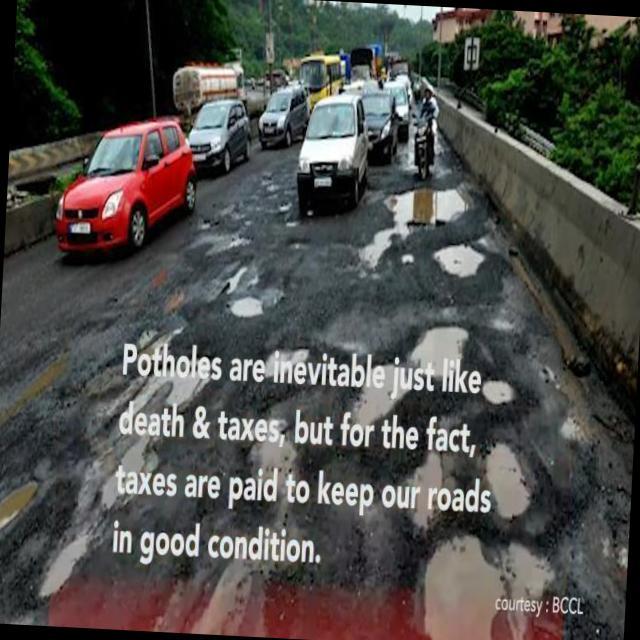 Potholes are inevitable just like
death & taxes, but for the fact,
taxes are paid to keep our roads
in good condition.
courtesy : BCCL